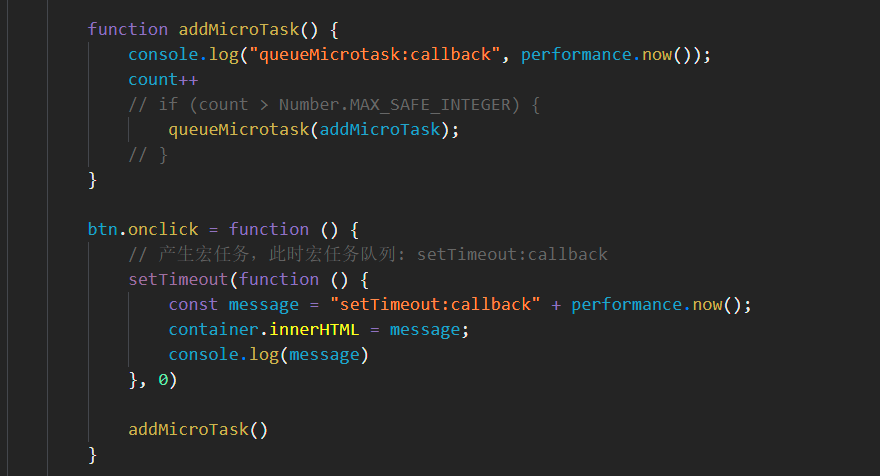 function addMicroTask() {
console.log("queueMicrotask:callback", performance.now());
count++
// if (count > Number.MAX_SAFE_INTEGER) {
queueMicrotask(addMicroTask);
// }
}
btn.onclick = function () {
// 产生宏任务，此时宏任务队列: setTimeout:callback
setTimeout(function () {
const message = "setTimeout:callback" + performance.now();
container.innerHTML = message;
console.log(message)
}, 0)
addMicroTask()
}